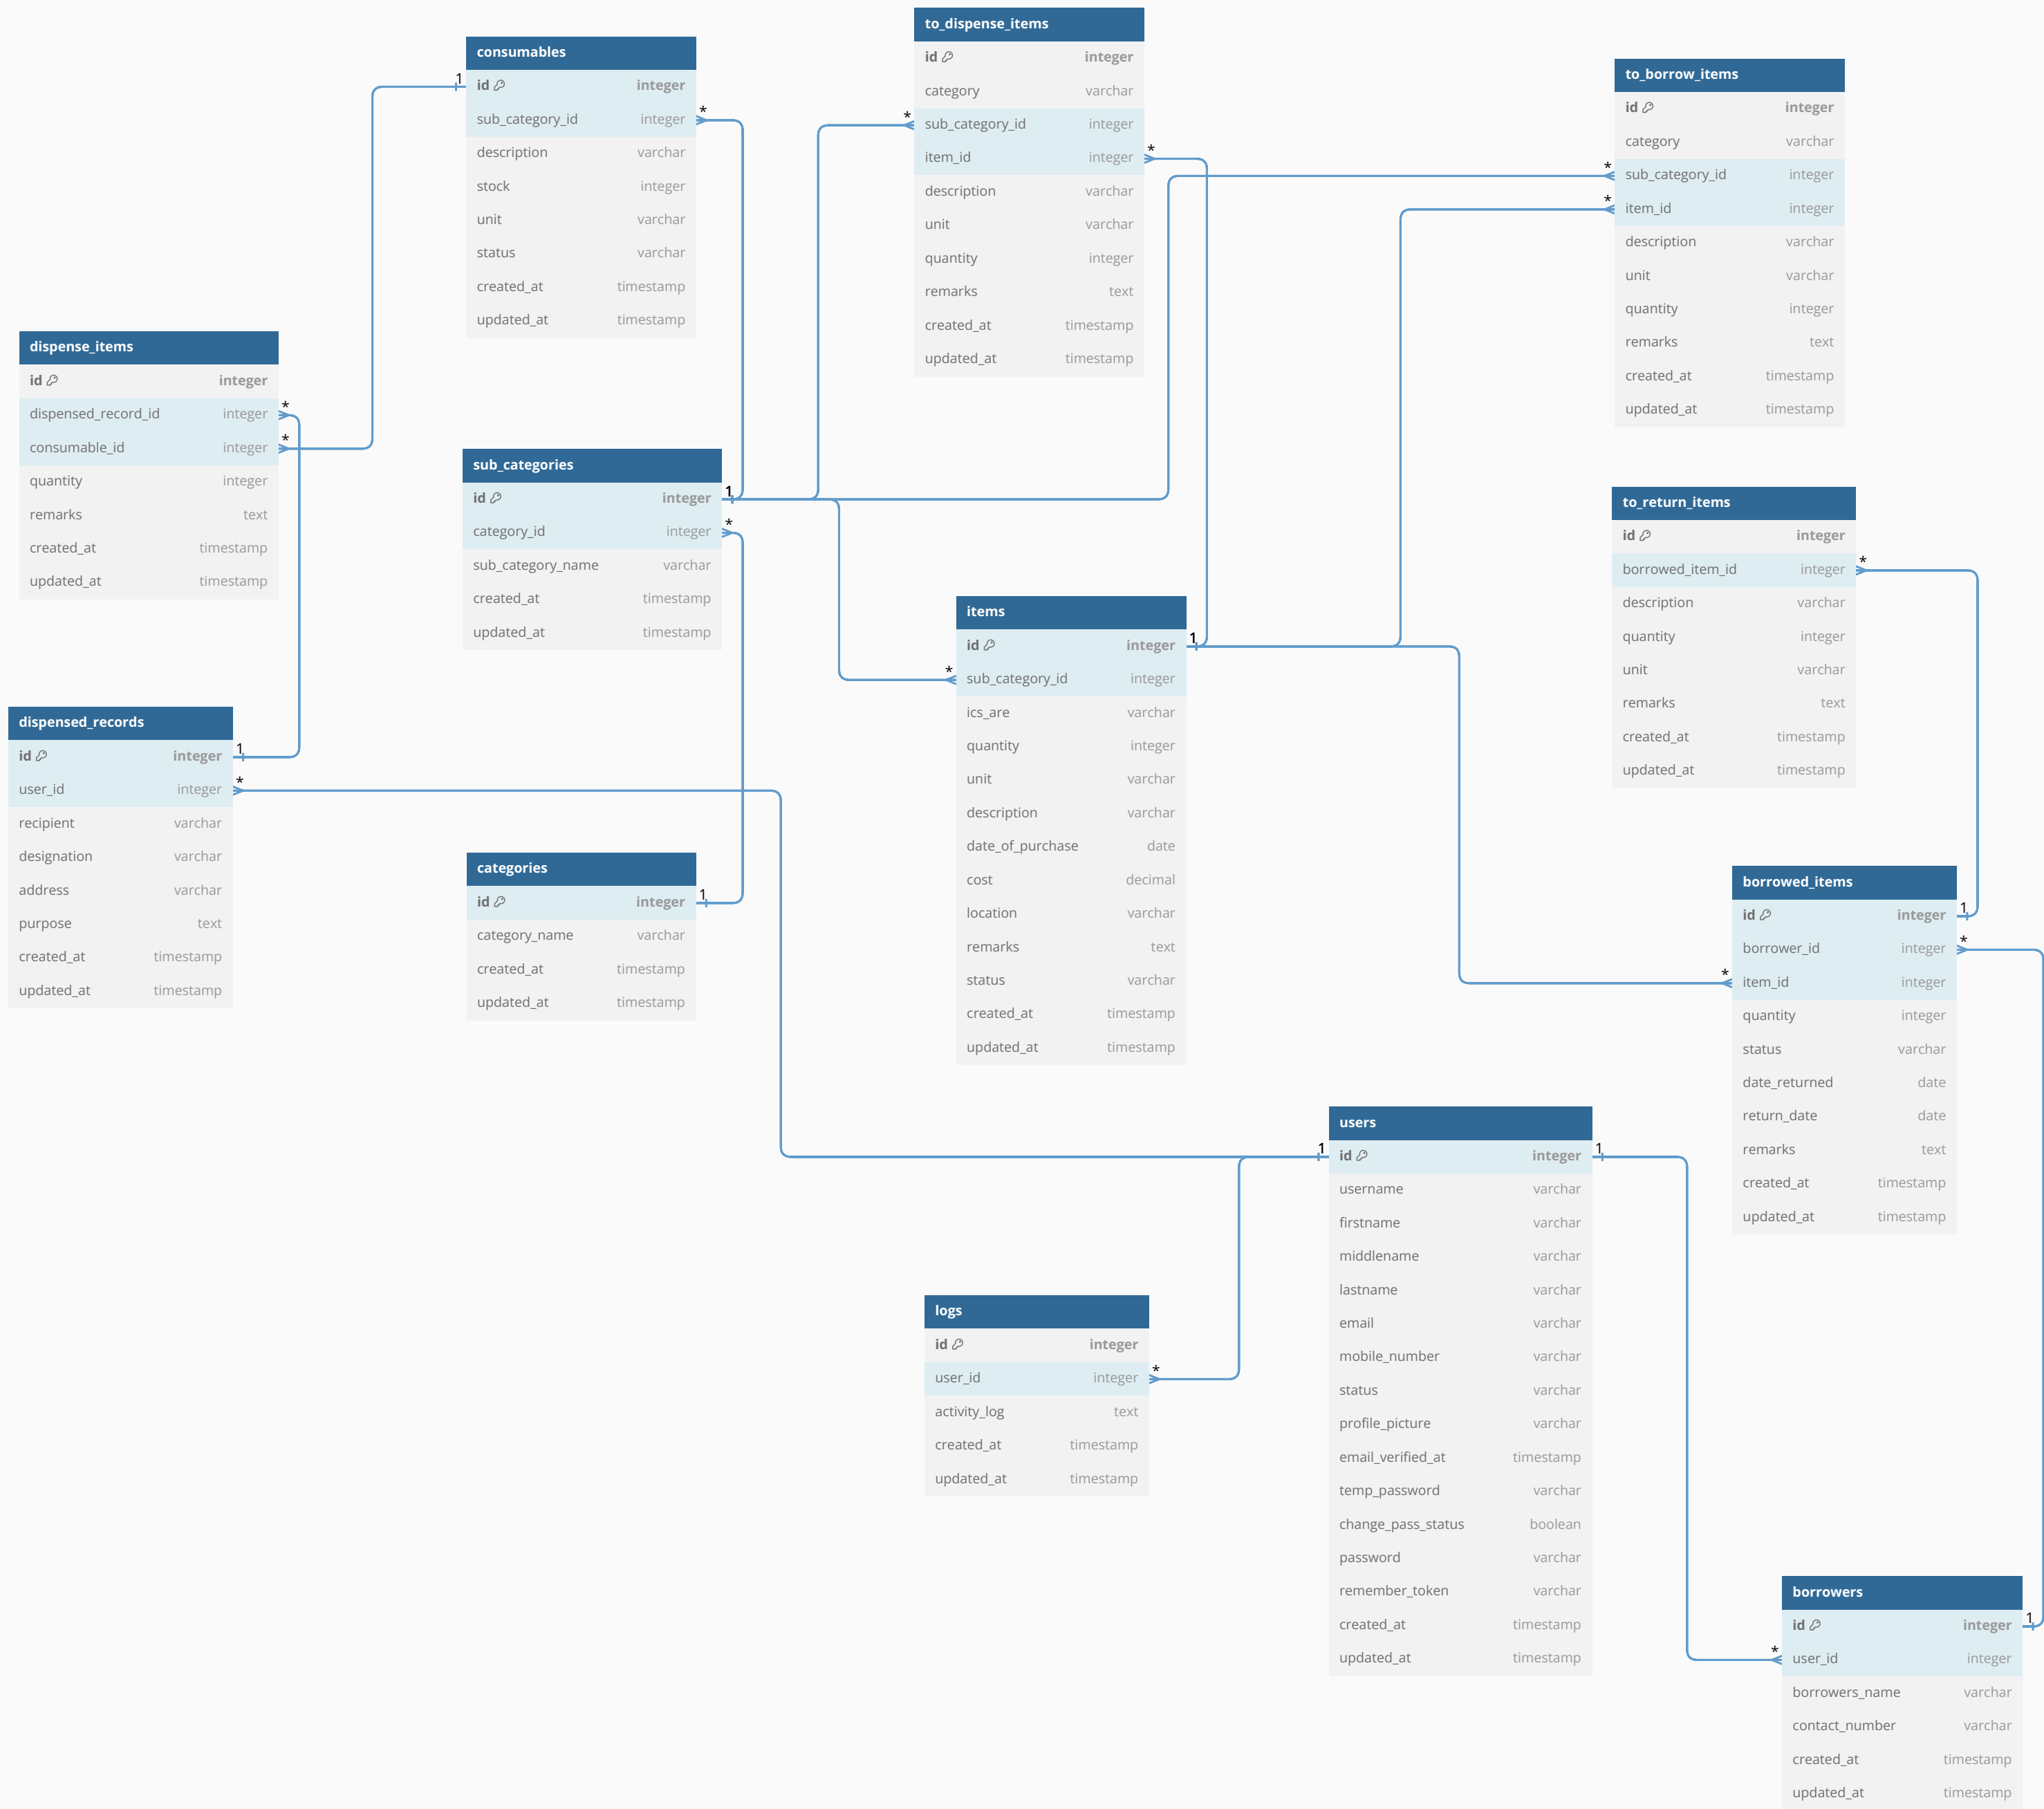 to_dispense_items
id integer
category varchar
sub_category_id integer
item_id integer
description varchar
unit varchar
quantity integer
remarks text
created_at timestamp
updated_at timestamp
consumables
id integer
sub_category_id integer
description varchar
stock integer
unit varchar
status varchar
created_at timestamp
updated_at timestamp
to_borrow_items
id integer
category varchar
sub_category_id integer
item_id integer
description varchar
unit varchar
quantity integer
remarks text
created_at timestamp
updated_at timestamp
dispense_items
id integer
dispensed_record_id integer
consumable_id integer
quantity integer
remarks text
created_at timestamp
updated_at timestamp
sub_categories
id integer
category_id integer
sub_category_name varchar
created_at timestamp
updated_at timestamp
to_return_items
id integer
borrowed_item_id integer
description varchar
quantity integer
unit varchar
remarks text
created_at timestamp
updated_at timestamp
items
id integer
sub_category_id integer
ics_are varchar
quantity integer
unit varchar
description varchar
date_of_purchase date
cost decimal
location varchar
remarks text
status varchar
created_at timestamp
updated_at timestamp
dispensed_records
id integer
user_id integer
recipient varchar
designation varchar
address varchar
purpose text
created_at timestamp
updated_at timestamp
categories
id integer
category_name varchar
created_at timestamp
updated_at timestamp
borrowed_items
id integer
borrower_id integer
item_id integer
quantity integer
status varchar
date_returned date
return_date date
remarks text
created_at timestamp
updated_at timestamp
users
id integer
username varchar
firstname varchar
middlename varchar
lastname varchar
email varchar
mobile_number varchar
status varchar
profile_picture varchar
email_verified_at timestamp
temp_password varchar
change_pass_status boolean
password varchar
remember_token varchar
created_at timestamp
updated_at timestamp
logs
id integer
user_id integer
activity_log text
created_at timestamp
updated_at timestamp
borrowers
id integer
user_id integer
borrowers_name varchar
contact_number varchar
created_at timestamp
updated_at timestamp
1
*
*
*
*
*
*
*
1
*
1
*
*
1
*
1
1
*
*
1
1
*
1
*
*
1